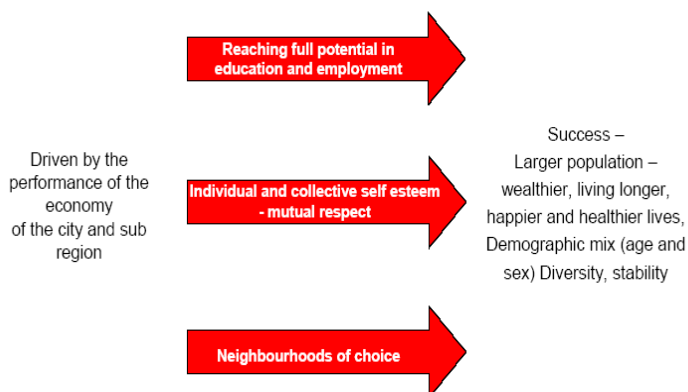 Reaching full potential in
education and employment
Driven by the
performance of the
economy
of the city and sub
region
Individual and collective self esteem
- mutual respect
Success –
Larger population –
wealthier, living longer,
happier and healthier lives,
Demographic mix (age and
sex) Diversity, stability
Neighbourhoods of choice